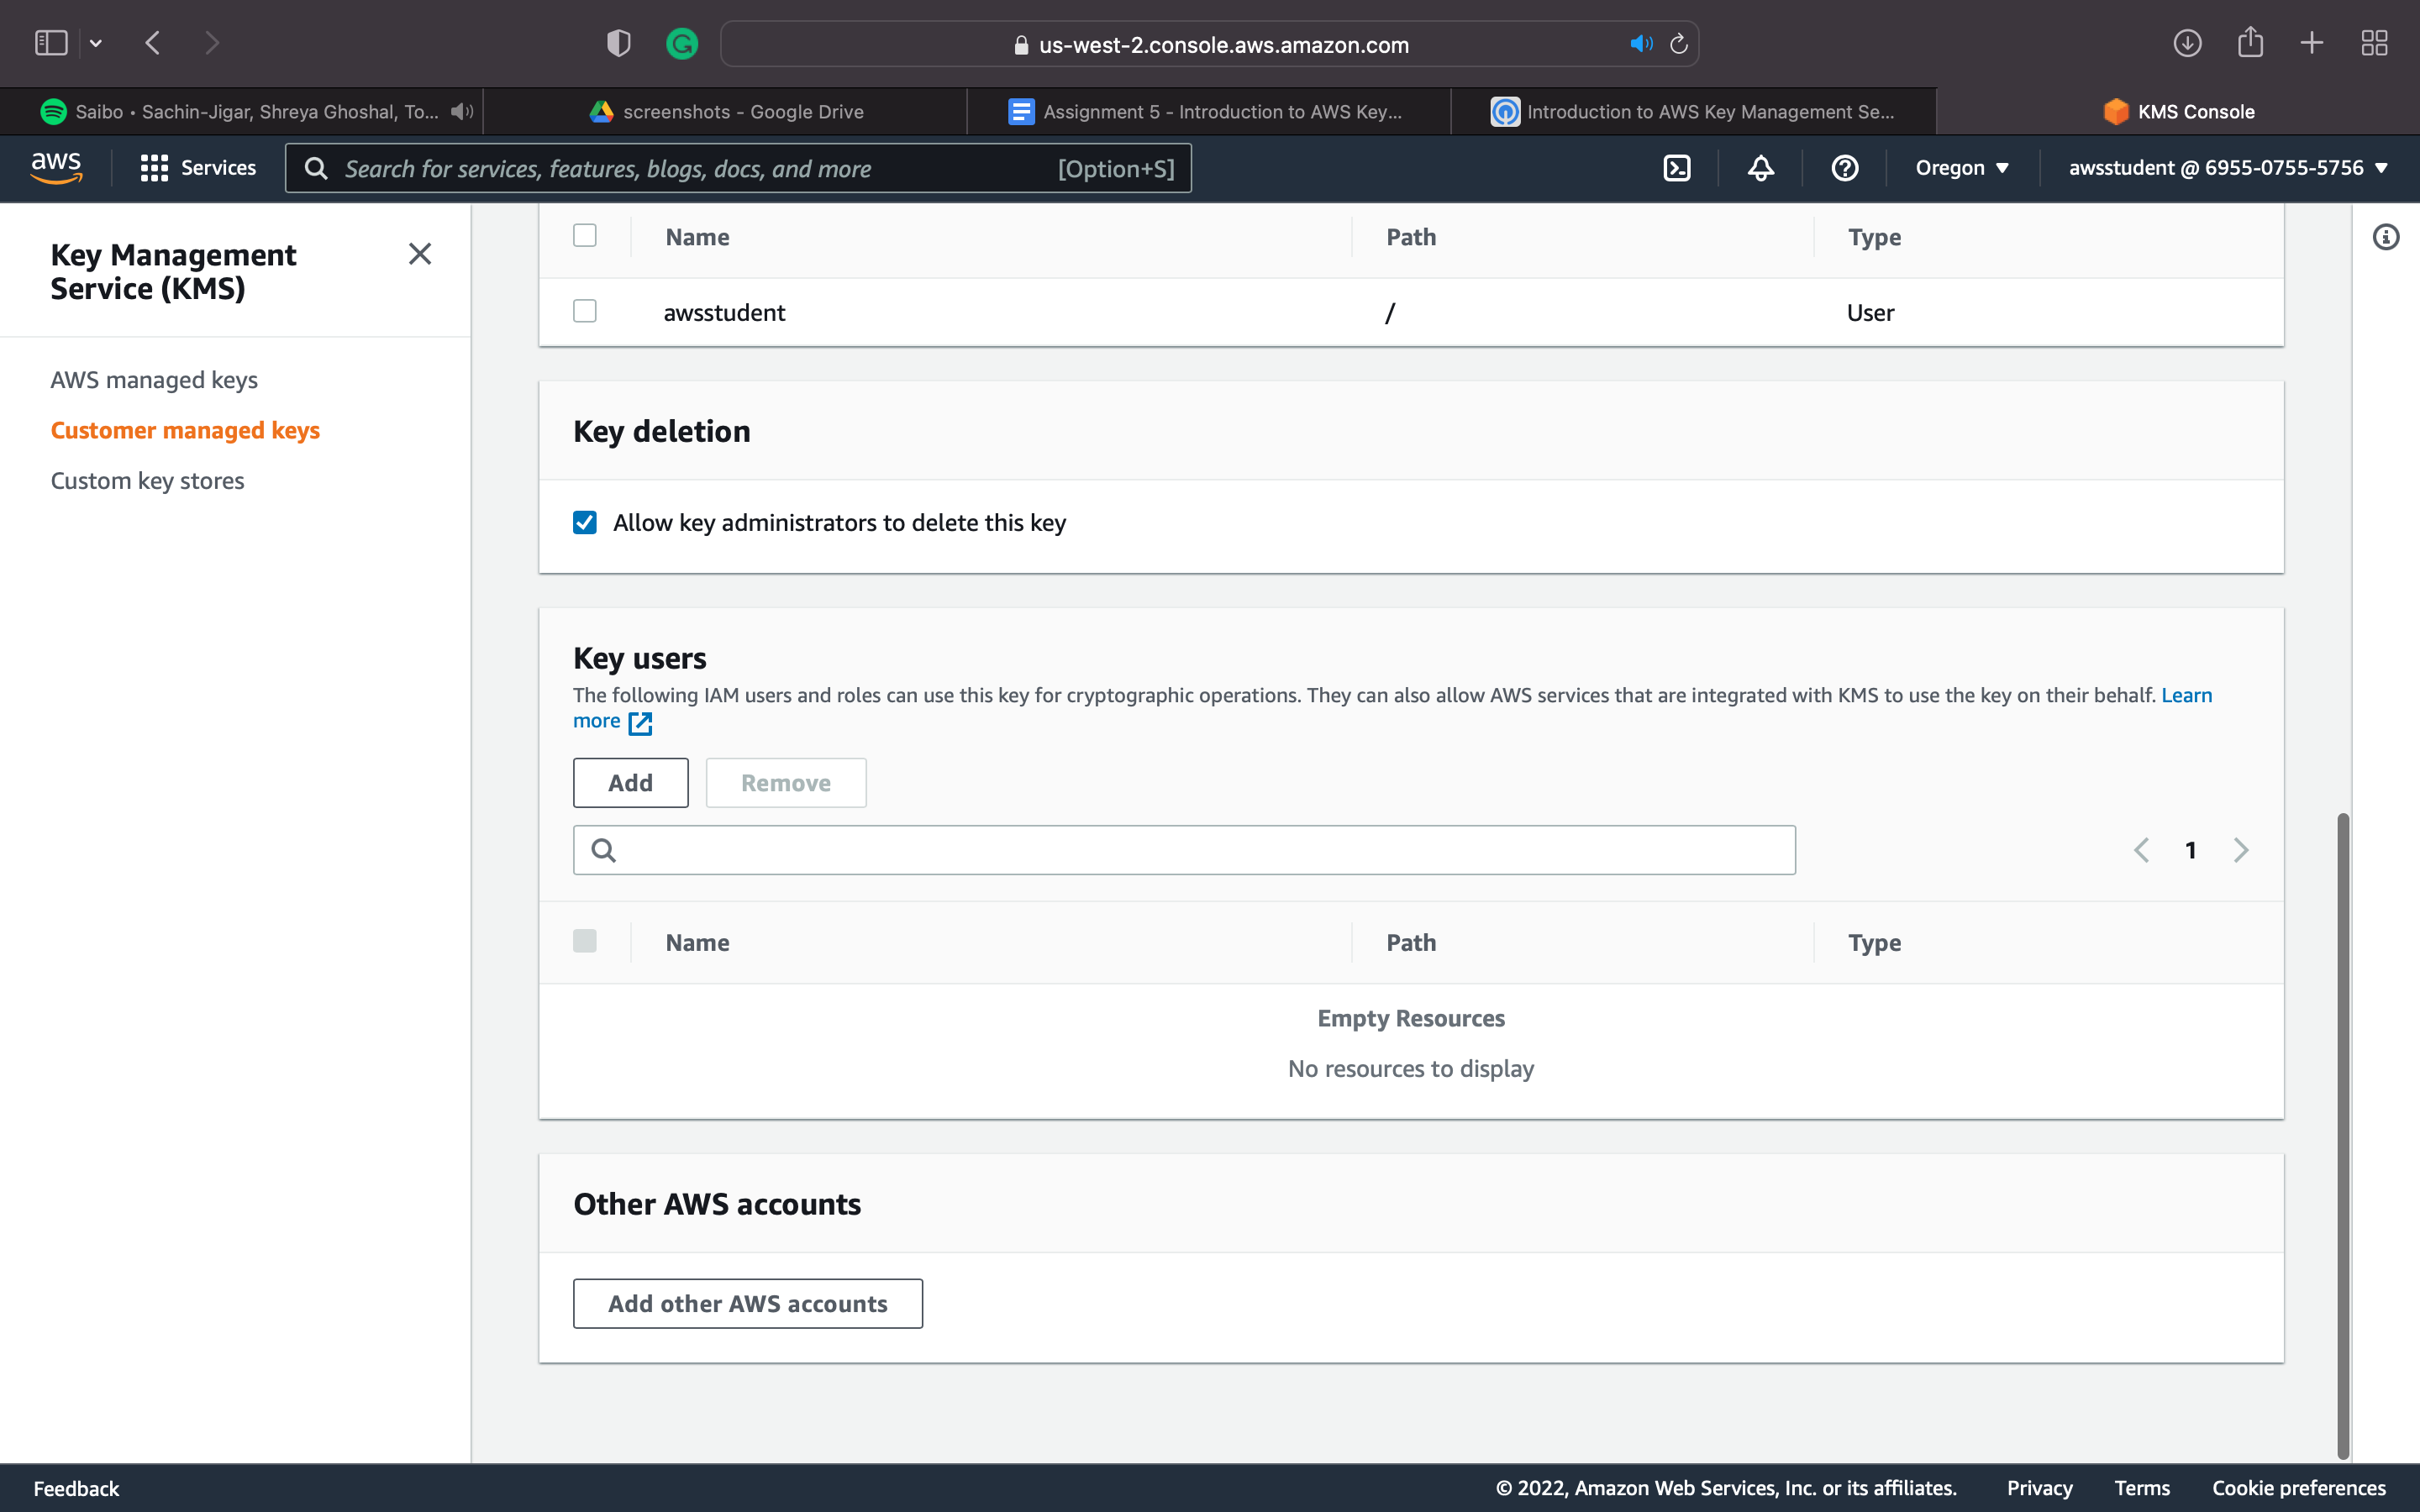 us-west-2.console.aws.amazon.com
Saibo • Sachin-Jigar, Shreya Ghoshal, To...
screenshots - Google Drive
Assignment 5 - Introduction to AWS Key...
Introduction to AWS Key Management Se...
KMS Console
aws
Services
Search for services, features, blogs, docs, and more
[Option+S]
Oregon ▼
awsstudent @ 6955-0755-5756 ▼
Key Management
Service (KMS)
AWS managed keys
Customer managed keys
Custom key stores
Name Path Type
awsstudent / User
Key deletion
Allow key administrators to delete this key
Key users
The following IAM users and roles can use this key for cryptographic operations. They can also allow AWS services that are integrated with KMS to use the key on their behalf. Learn
more
Add Remove
1
Name Path Type
Empty Resources
No resources to display
Other AWS accounts
Add other AWS accounts
Feedback
© 2022, Amazon Web Services, Inc. or its affiliates. Privacy Terms Cookie preferences